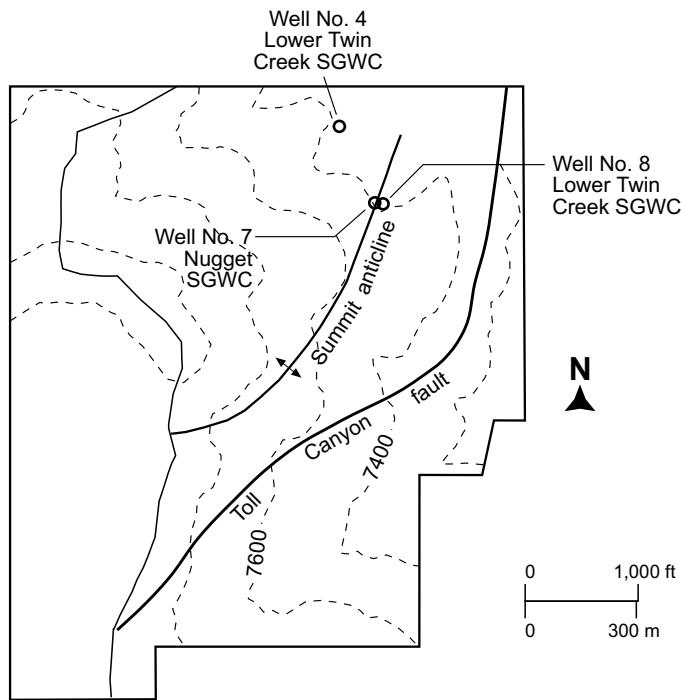 Well No. 4
Lower Twin
Creek SGWC
Well No. 8
Lower Twin
Creek SGWC
Well No. 7
Nugget
SGWC
Summit anticline
N
Toll Canyon fault
7400
7600
0 1,000 ft
0 300 m